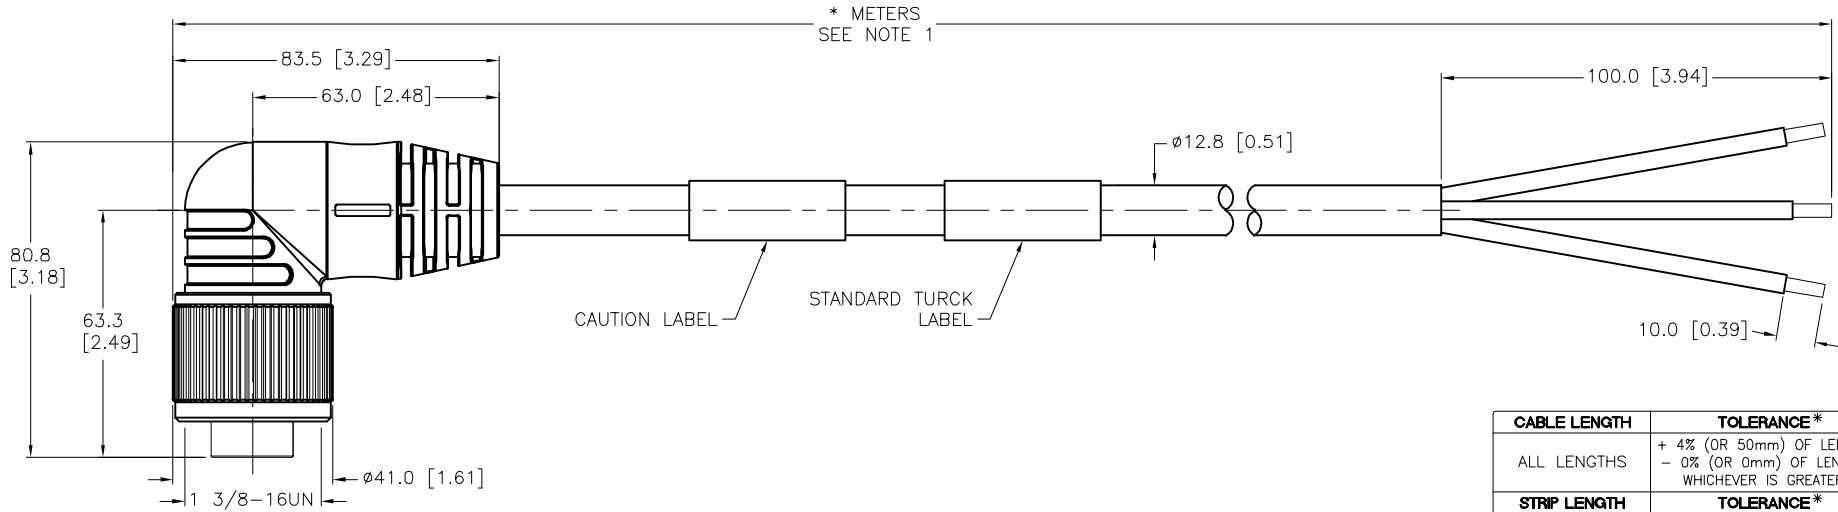 * METERS
SEE NOTE 1
83.5 [3.29]
63.0 [2.48]
100.0 [3.94]
ø12.8 [0.51]
80.8
[3.18]
63.3
[2.49]
CAUTION LABEL
STANDARD TURCK
LABEL
10.0 [0.39]
ø41.0 [1.61]
1 3/8-16UN
CABLE LENGTH TOLERANCE*
ALL LENGTHS
+ 4% (OR 50mm) OF
- 0% (OR 0mm) OF
WHICHEVER IS GREATER
STRIP LENGTH TOLERANCE*